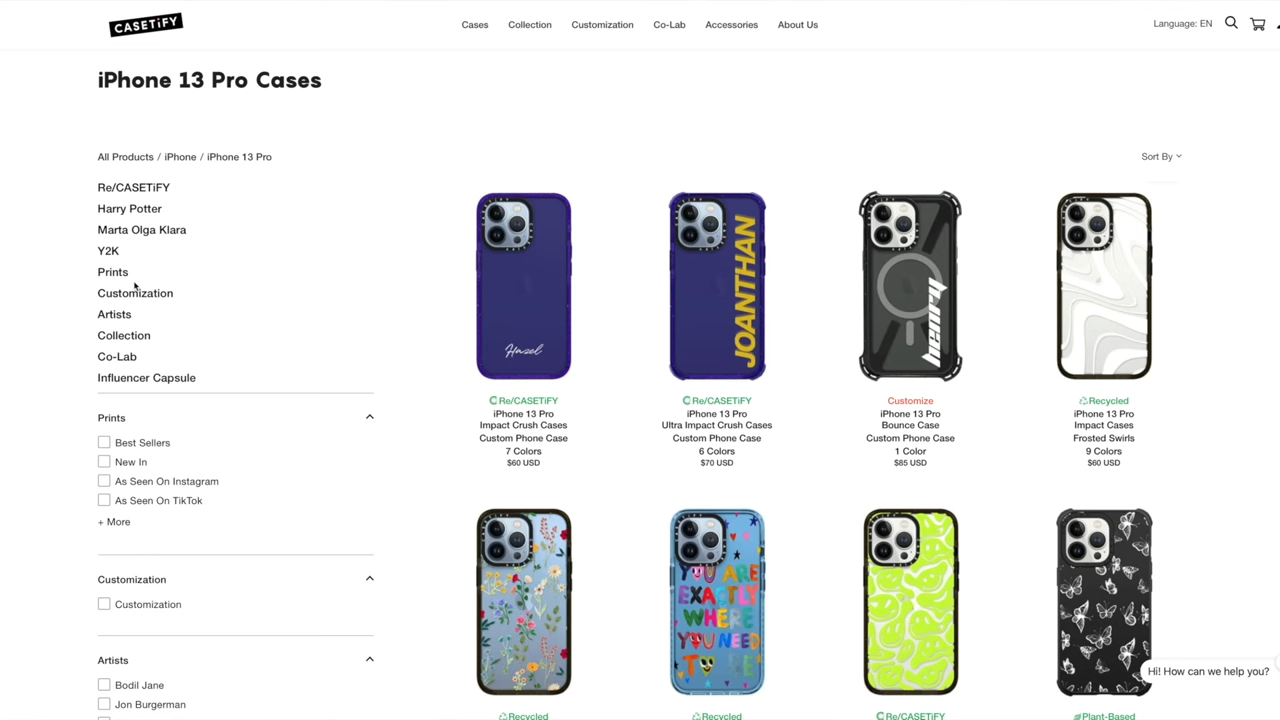 CASETiFY
Cases
Collection
Customization
Co-Lab
Accessories
About Us
Language: EN
iPhone 13 Pro Cases
All Products / iPhone / iPhone 13 Pro
Sort By
Re/CASETiFY
Harry Potter
Marta Olga Klara
Y2K
Prints
Customization
Artists
Collection
Co-Lab
Influencer Capsule
Prints
Best Sellers
New In
As Seen On Instagram
As Seen On TikTok
+ More
Customization
Customization
Artists
Bodil Jane
Jon Burgerman
Hazel
Re/CASETiFY
iPhone 13 Pro
Impact Crush Cases
Custom Phone Case
7 Colors
$60 USD
JOANTHAN
Re/CASETiFY
iPhone 13 Pro
Ultra Impact Crush Cases
Custom Phone Case
6 Colors
$70 USD
henry
Customize
iPhone 13 Pro
Bounce Case
Custom Phone Case
1 Color
$85 USD
Recycled
iPhone 13 Pro
Impact Cases
Frosted Swirls
9 Colors
$60 USD
Recycled
YOU ARE
EXACTLY
WHERE
YOU NEED
Recycled
Re/CASETiFY
Plant-Based
Hi! How can we help you?